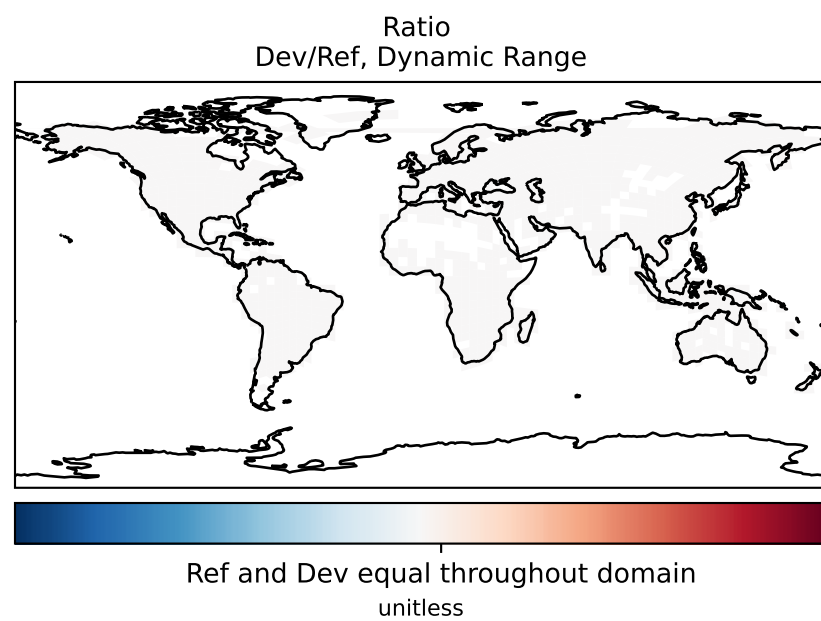 Ratio
Dev/Ref, Dynamic Range
Ref and Dev equal throughout domain
unitless